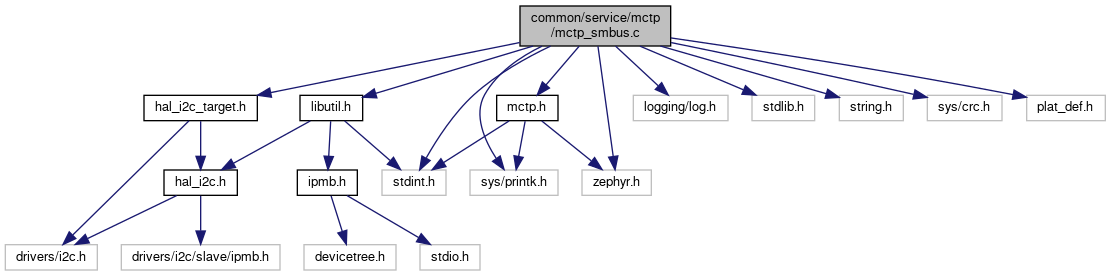 common/service/mctp
/mctp_smbus.c
hal_i2c_target.h
libutil.h
mctp.h
logging/log.h
stdlib.h
string.h
sys/crc.h
plat_def.h
hal_i2c.h
ipmb.h
stdint.h
sys/printk.h
zephyr.h
drivers/i2c.h
drivers/i2c/slave/ipmb.h
devicetree.h
stdio.h